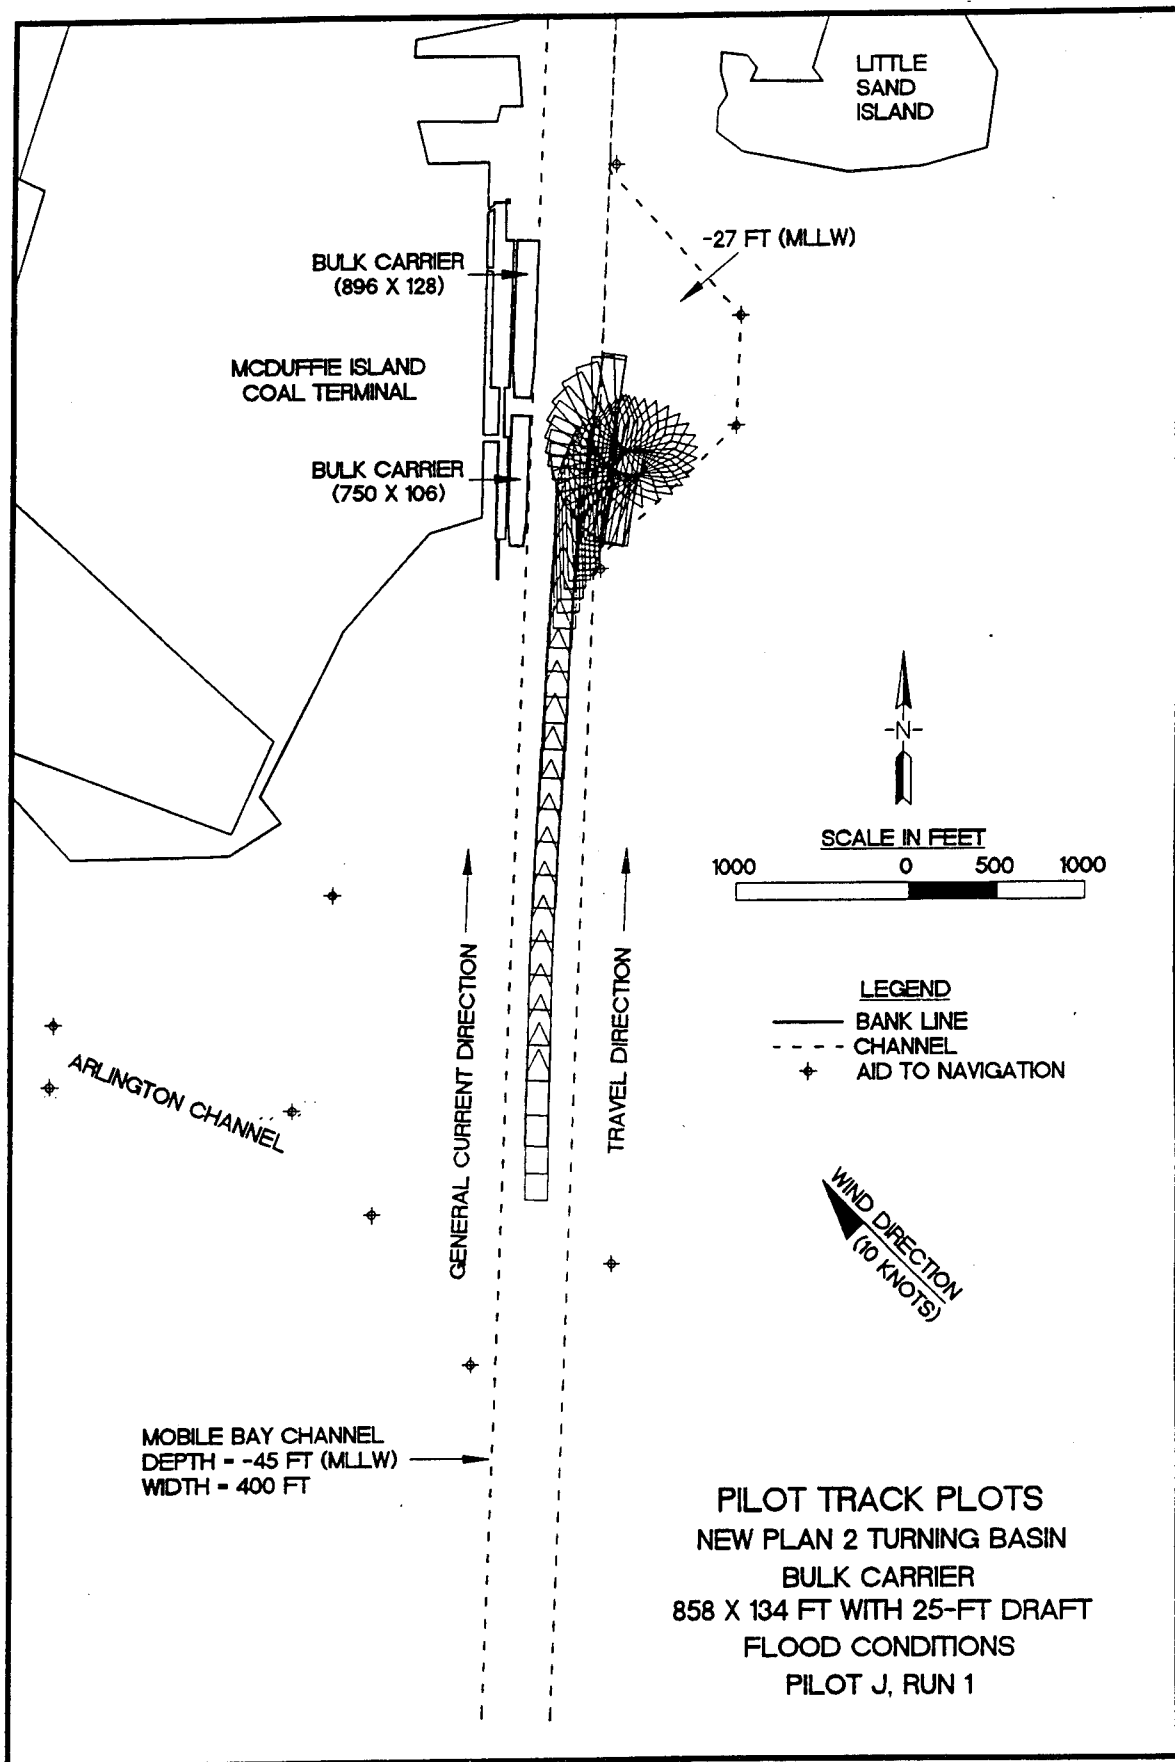 LITTLE
SAND
ISLAND
-27 FT (MLLW)
BULK CARRIER
(896 X 128)
MCDUFFIE ISLAND
COAL TERMINAL
BULK CARRIER
(750 X 106)
-N-
SCALE IN FEET
1000 0 500 1000
LEGEND
BANK LINE
CHANNEL
AID TO NAVIGATION
GENERAL CURRENT DIRECTION
TRAVEL DIRECTION
ARLINGTON CHANNEL
WIND DIRECTION
(10 KNOTS)
MOBILE BAY CHANNEL
DEPTH = -45 FT (MLLW)
WIDTH = 400 FT
PILOT TRACK PLOTS
NEW PLAN 2 TURNING BASIN
BULK CARRIER
858 X 134 FT WITH 25-FT DRAFT
FLOOD CONDITIONS
PILOT J, RUN 1